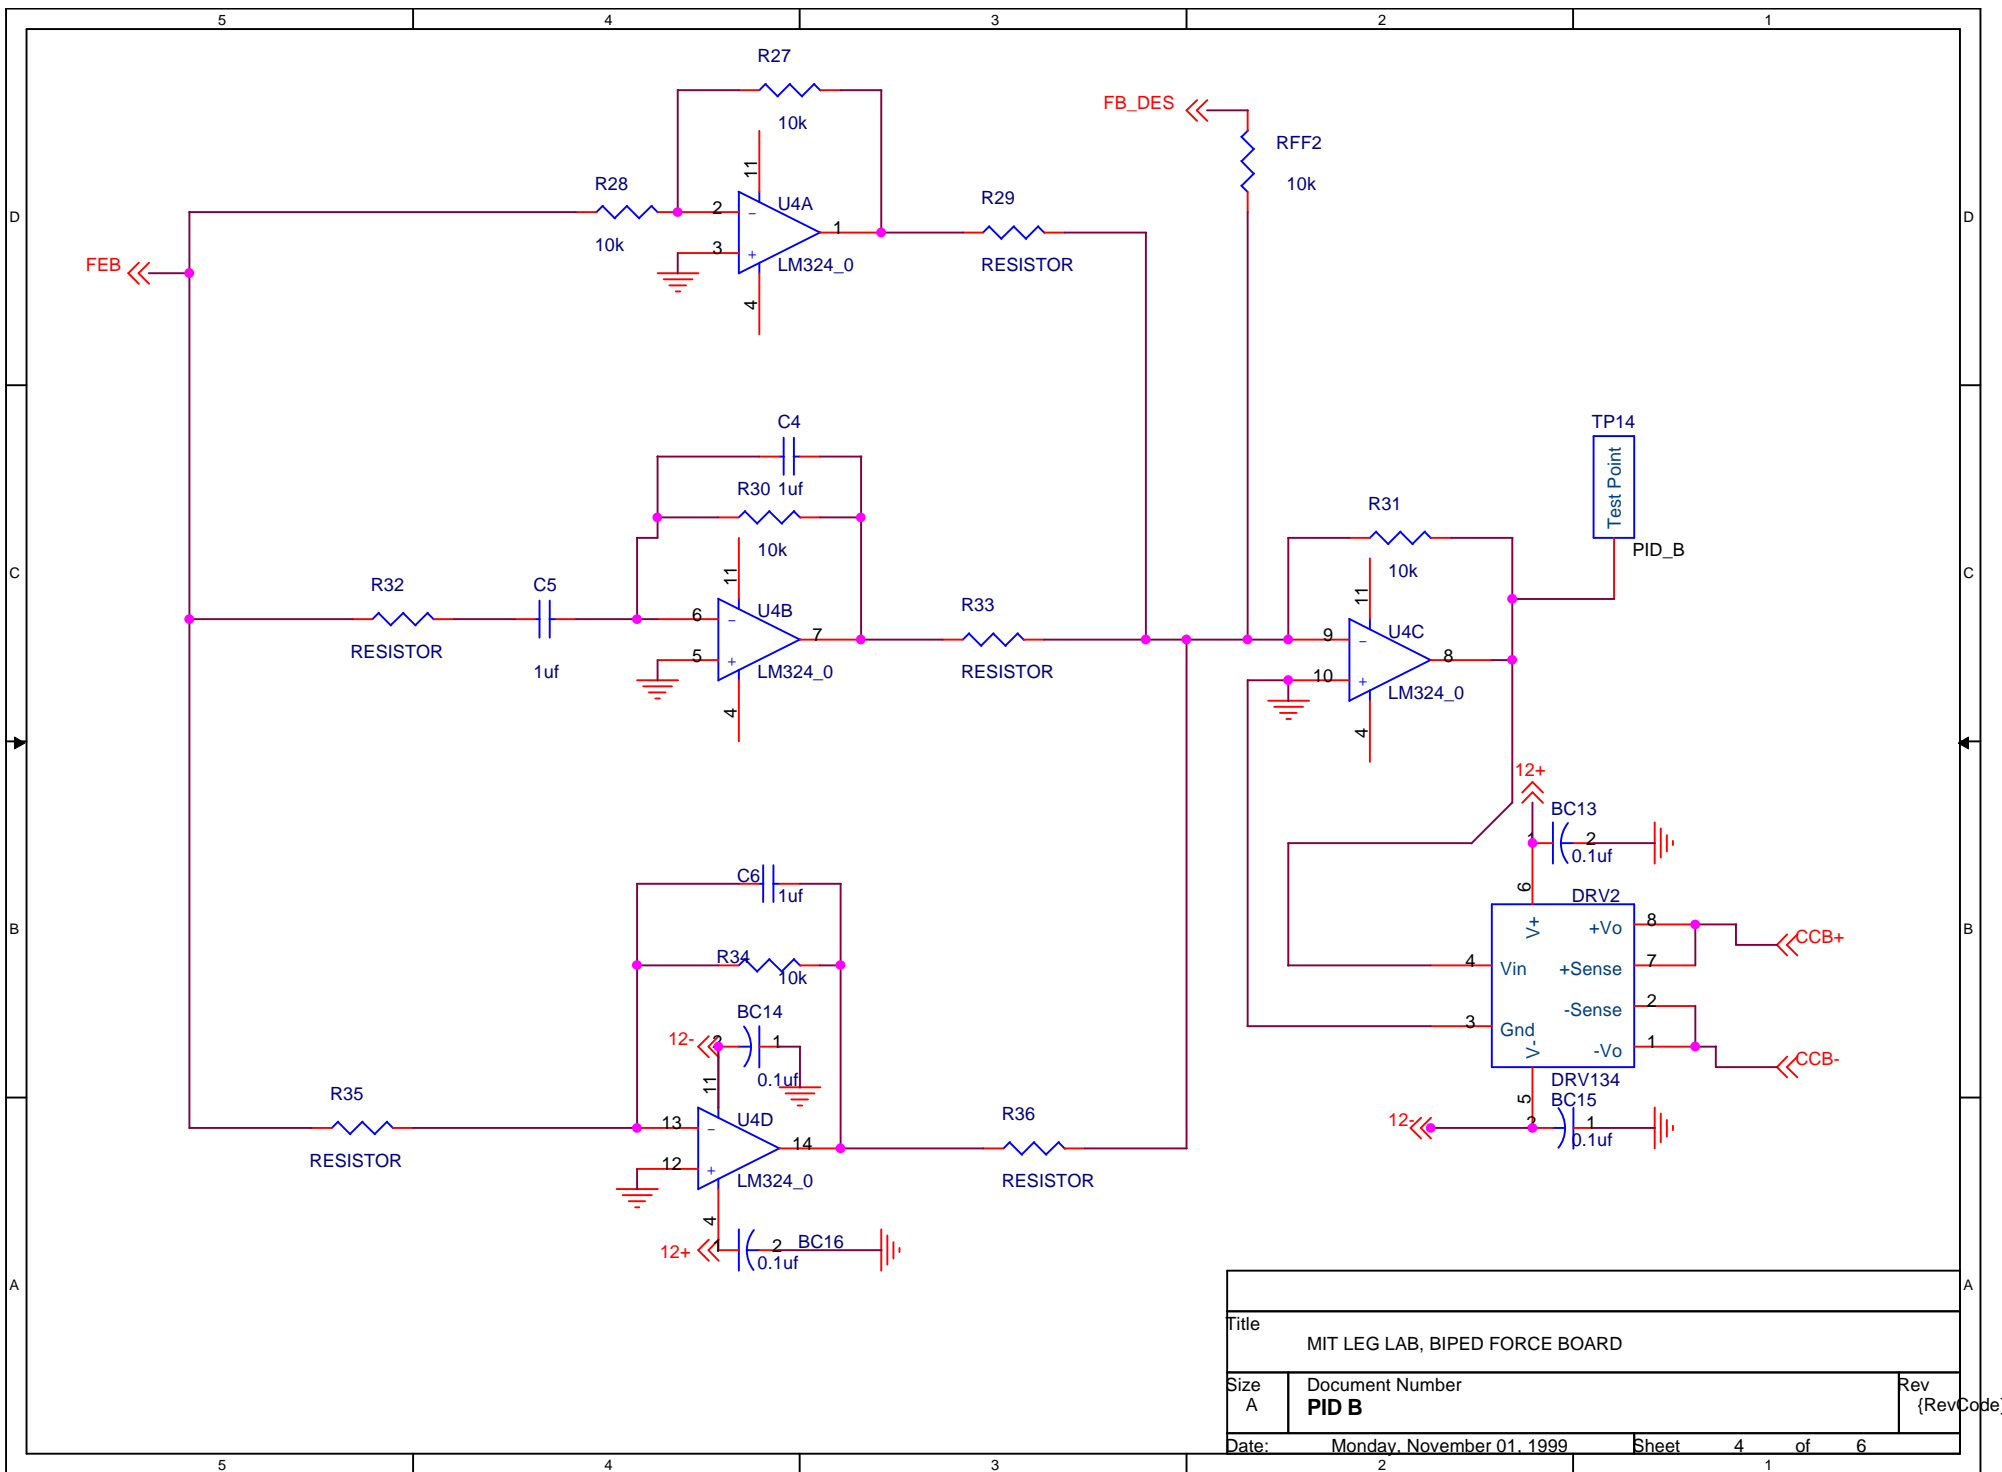 5 4 3 2 1
R27
10k
11
R28
10k
2
3
U4A
1
LM324_0
4
R29
RESISTOR
FB_DES
RFF2
10k
D
D
FEB
C4
1uf
R30
10k
11
R32
RESISTOR
C5
1uf
6
5
U4B
7
LM324_0
4
R33
RESISTOR
R31
10k
11
9
10
U4C
8
LM324_0
4
TP14
Test Point
PID_B
C
C
12+
BC13
1
2
0.1uf
6
DRV2
V+
+Vo
8
CCB+
4
Vin
+Sense
7
-Sense
2
3
Gnd
V-
-Vo
1
CCB-
DRV134
5
BC15
12-
2
1
0.1uf
B
B
C6
1uf
R34
10k
BC14
12-
2
1
0.1uf
11
R35
RESISTOR
13
12
U4D
14
LM324_0
4
R36
RESISTOR
12+
1
2
BC16
0.1uf
A
A
Title
MIT LEG LAB, BIPED FORCE BOARD
Size
A
Document Number
PID B
Rev
{RevCode}
Date:
Monday, November 01, 1999
Sheet 4 of 6
5 4 3 2 1